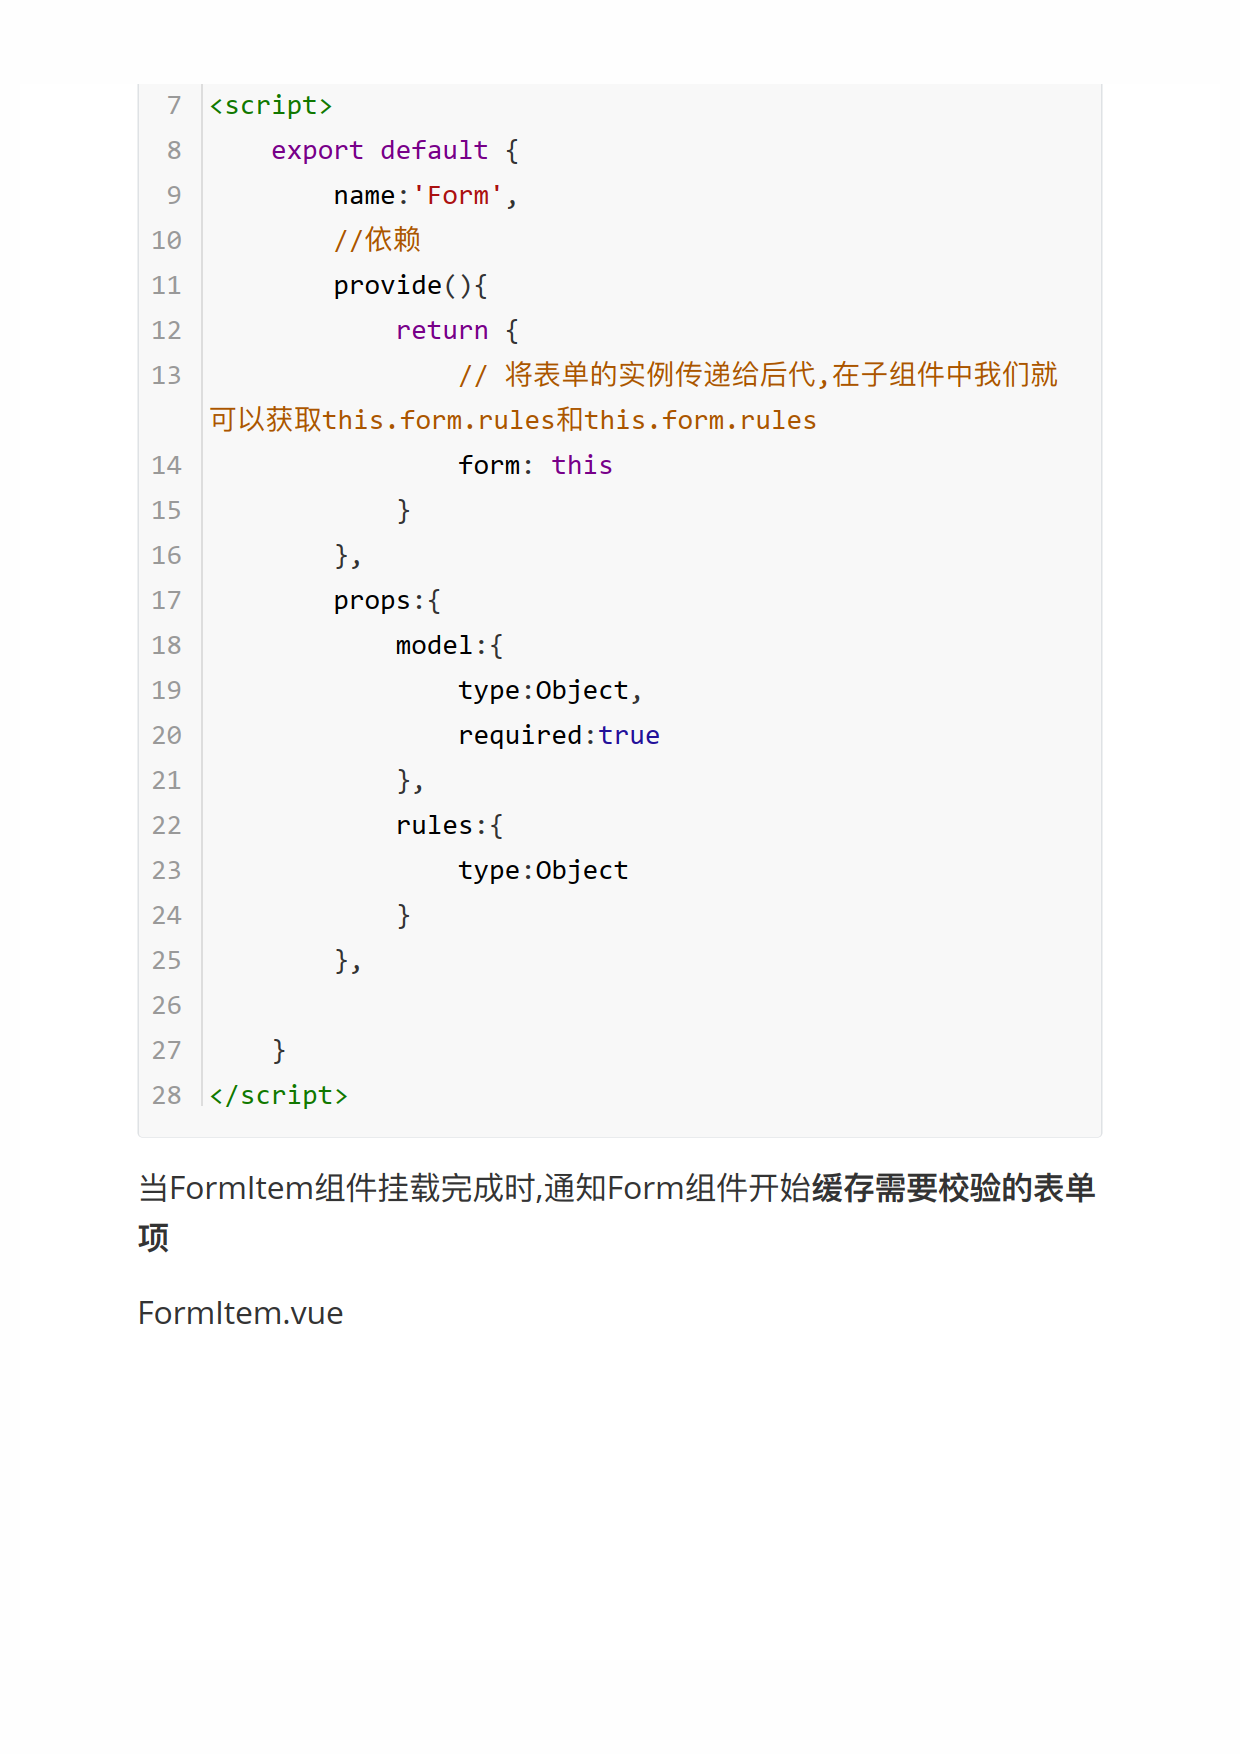 7 <script>
8     export default {
9         name:'Form',
10         //依赖
11         provide(){
12             return {
13                 // 将表单的实例传递给后代,在子组件中我们就
可以获取this.form.rules和this.form.rules
14                 form: this
15             }
16         },
17         props:{
18             model:{
19                 type:Object,
20                 required:true
21             },
22             rules:{
23                 type:Object
24             }
25         },
26
27     }
28 </script>
当FormItem组件挂载完成时,通知Form组件开始缓存需要校验的表单
项
FormItem.vue